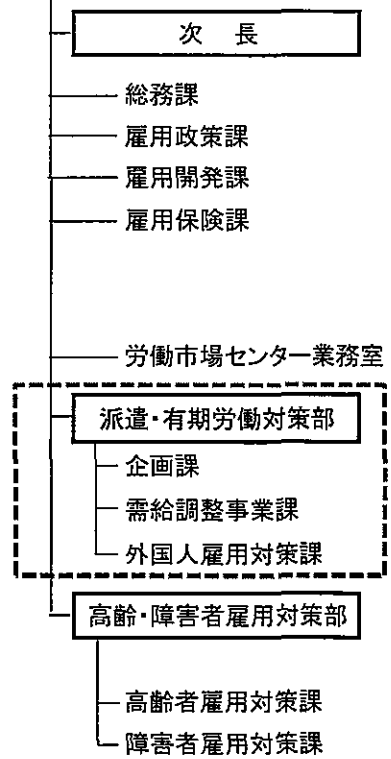 次 長
総務課
雇用政策課
雇用開発課
雇用保険課
労働市場センター業務室
派遣・有期労働対策部
企画課
需給調整事業課
外国人雇用対策課
高齢・障害者雇用対策部
高齢者雇用対策課
障害者雇用対策課